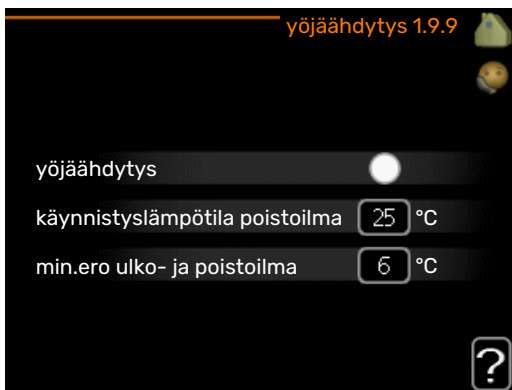 yöjäähdytys 1.9.9
yöjäähdytys
käynnistyslämpötila poistoilma 25 °C
min.ero ulko- ja poistoilma 6 °C
?